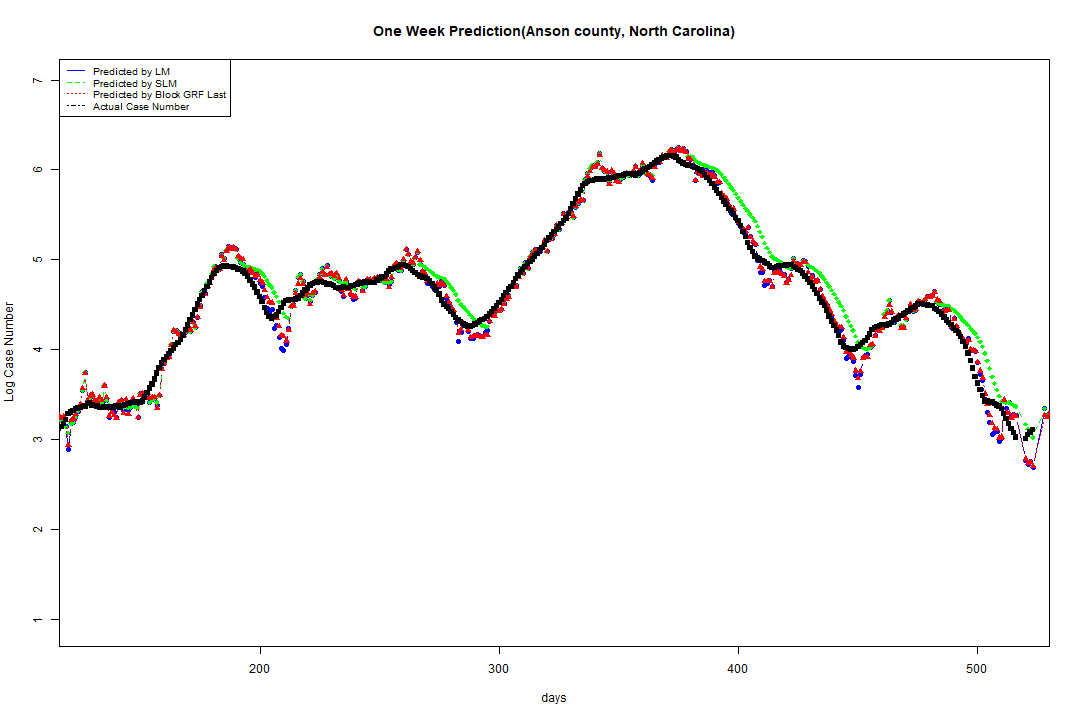 One Week Prediction(Anson county, North Carolina)
Predicted by LM
Predicted by SLM
Predicted by Block GRF Last
Actual Case Number
Log Case Number
7
6
5
4
3
2
1
200 300 400 500
days